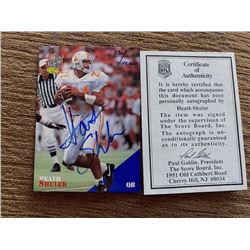 HEATH
SHULER
QB
Heath
Shuler
Certificate
of
Authenticity
It is hereby certified that
the card which accompanies
this document has been
personally autographed by
Heath Shuler
The item was signed
under the supervision of
The Score Board, Inc.
The autograph is un-
conditionally guaranteed
as to its authenticity.
Paul Goldin, President
The Score Board, Inc.
1951 Old Cuthbert Road
Cherry Hill, NJ 08034